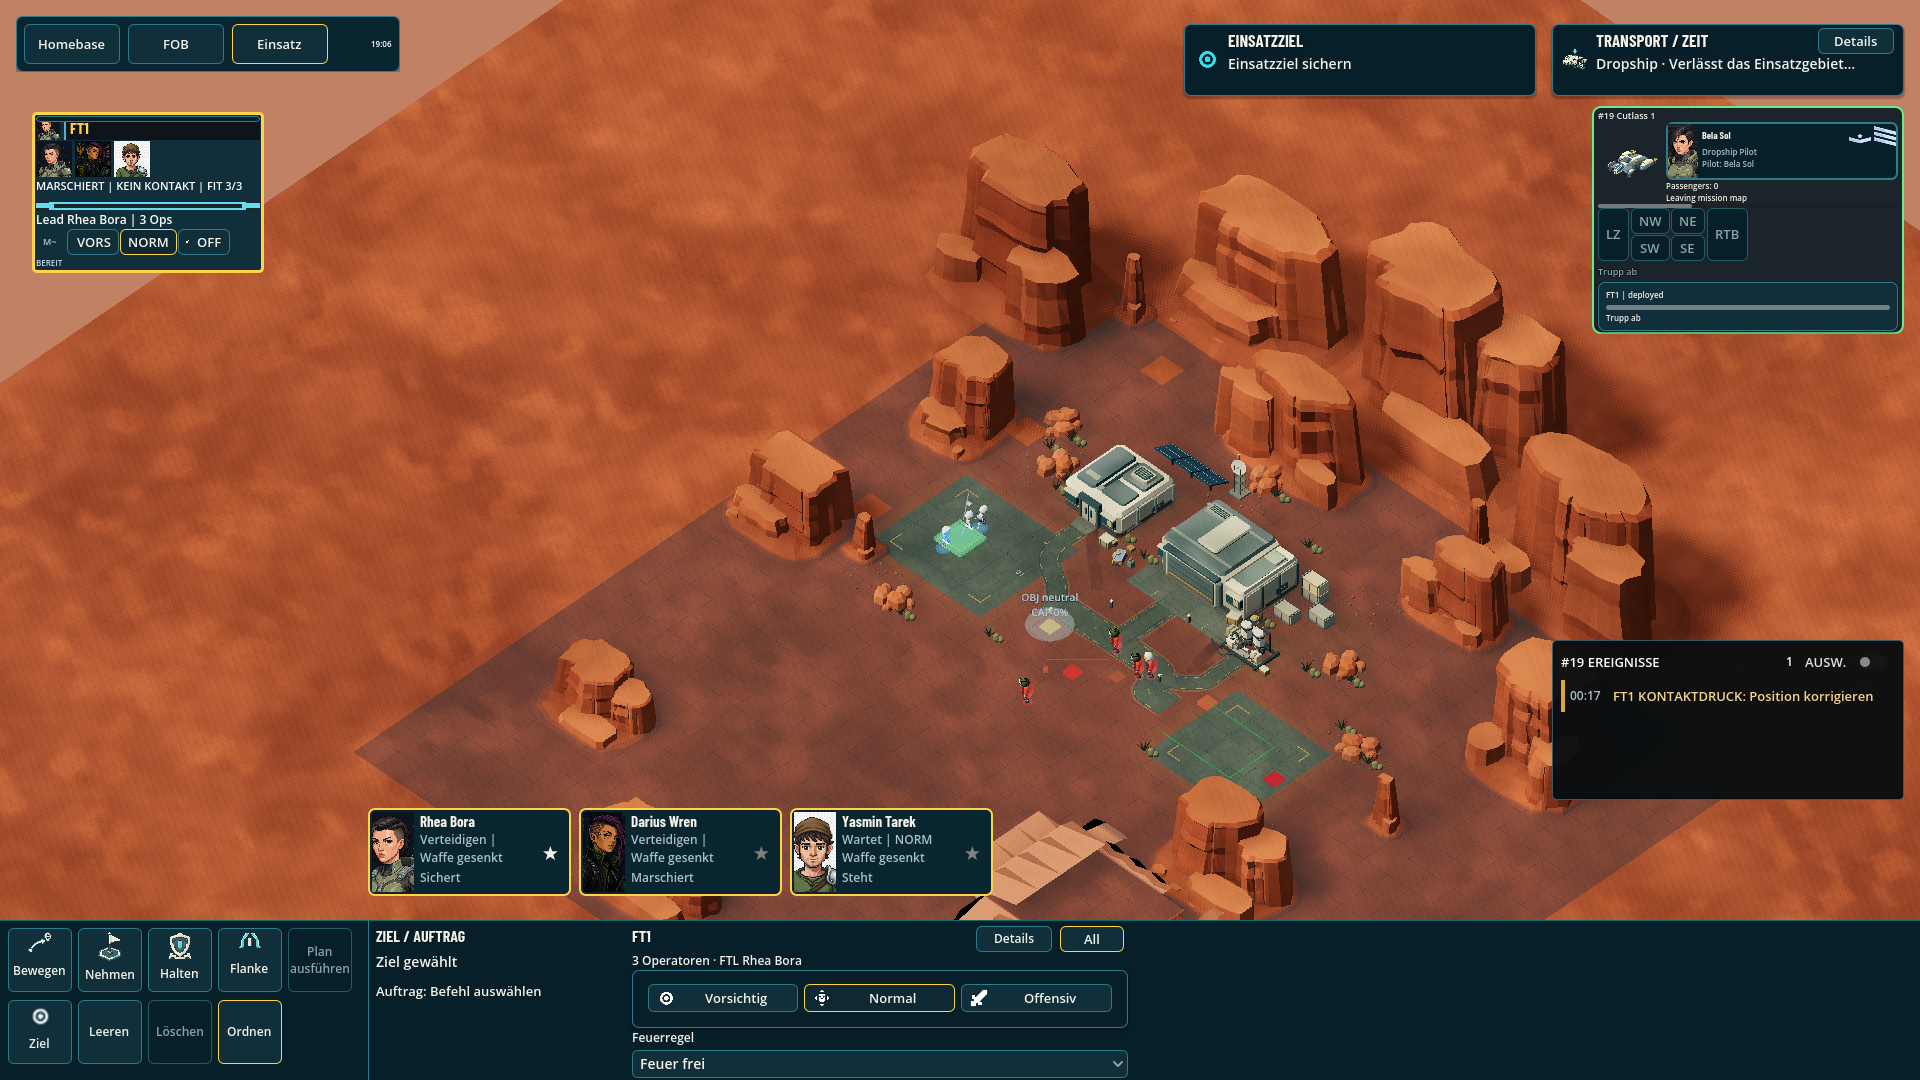 Homebase
FOB
Einsatz
19:06
EINSATZZIEL
Einsatzziel sichern
TRANSPORT / ZEIT
Details
Dropship · Verlässt das Einsatzgebiet...
FT1
MARSCHIERT | KEIN KONTAKT | FIT 3/3
Lead Rhea Bora | 3 Ops
M~
VORS
NORM
OFF
BEREIT
#19 Cutlass 1
Bela Sol
Dropship Pilot
Pilot: Bela Sol
Passengers: 0
Leaving mission map
LZ
NW
NE
RTB
SW
SE
Trupp ab
FT1 | deployed
Trupp ab
OBJ neutral
CAP 0%
#19 EREIGNISSE
1
AUSW.
00:17
FT1 KONTAKTDRUCK: Position korrigieren
Rhea Bora
Verteidigen |
Waffe gesenkt
Sichert
Darius Wren
Verteidigen |
Waffe gesenkt
Marschiert
Yasmin Tarek
Wartet | NORM
Waffe gesenkt
Steht
Bewegen
Nehmen
Halten
Flanke
Plan
ausführen
Ziel
Leeren
Löschen
Ordnen
ZIEL / AUFTRAG
Ziel gewählt
Auftrag: Befehl auswählen
FT1
Details
All
3 Operatoren · FTL Rhea Bora
Vorsichtig
Normal
Offensiv
Feuerregel
Feuer frei